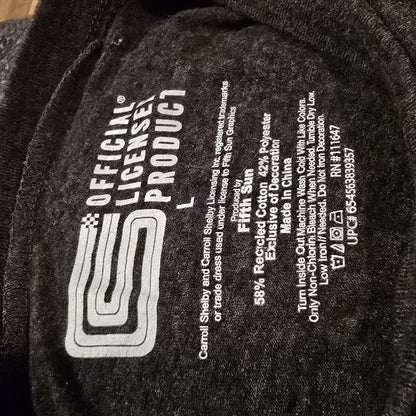 OFFICIAL
LICENSED
PRODUCT
L
Carroll Shelby and Carroll Shelby Licensing Inc. registered trademarks
or trade dress used under license to Fifth Sun Graphics
Produced by
Fifth Sun
58% Recycled Cotton 42% Polyester
Exclusive of Decoration
Made In China
Turn Inside Out Machine Wash Cold With Like Colors.
Only Non-Chlorine Bleach When Needed. Tumble Dry Low.
Low Iron If Needed. Do Not Iron Decoration.
RN #111647
UPC# 654563839357